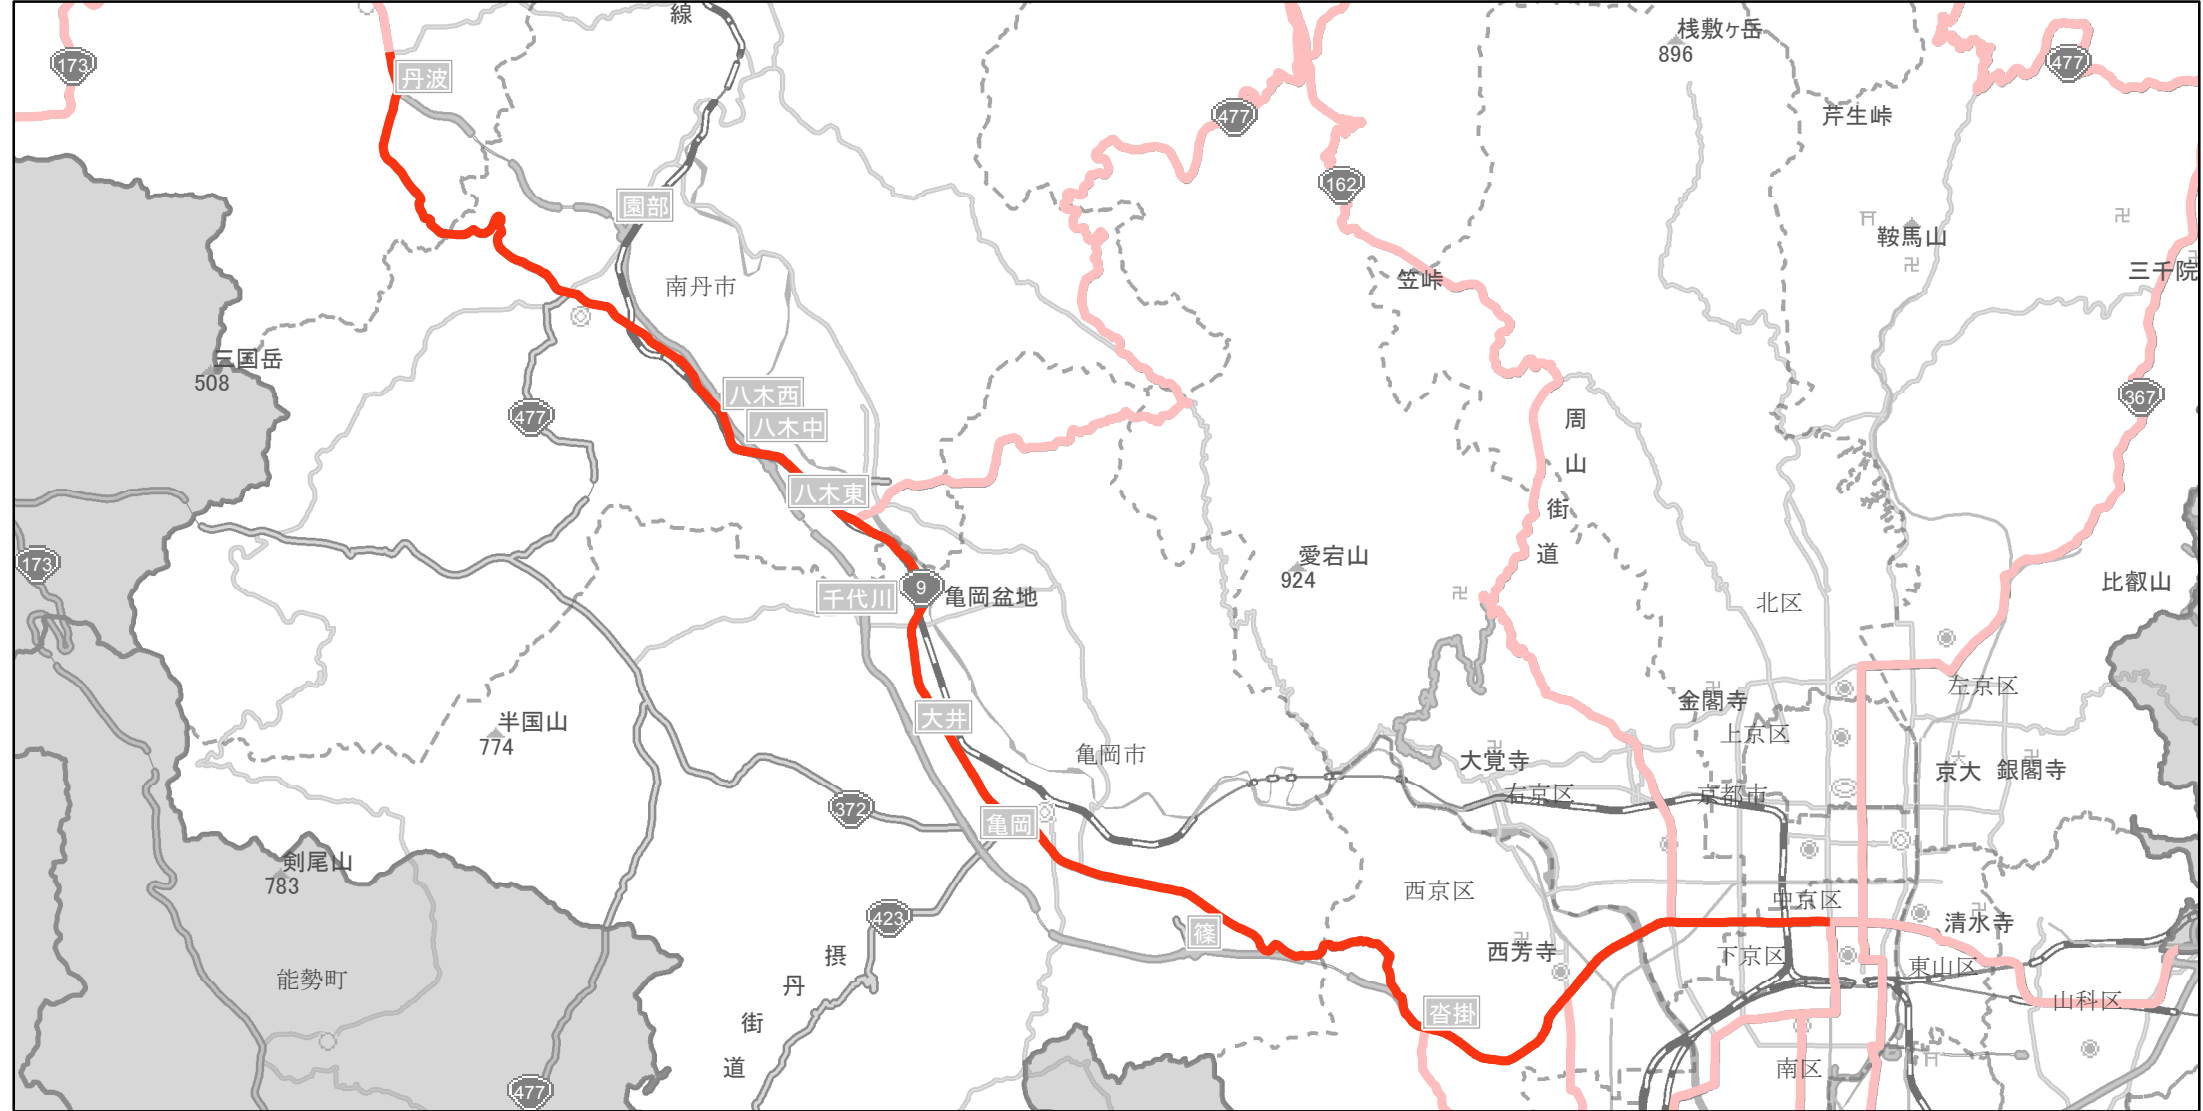 線
桟敷ヶ岳
896
173
丹波
477
477
芹生峠
162
園部
鞍馬山
三千院
南丹市
笠峠
三国岳
508
八木西
477
八木中
367
周山街道
八木東
愛宕山
924
173
千代川
9
亀岡盆地
北区
比叡山
左京区
金閣寺
上京区
大井
半国山
774
亀岡市
大覚寺
京大
銀閣寺
右京区
京都市
372
亀岡
剣尾山
783
西京区
中京区
423
篠
清水寺
西芳寺
下京区
東山区
能勢町
摂丹街道
山科区
沓掛
南区
477